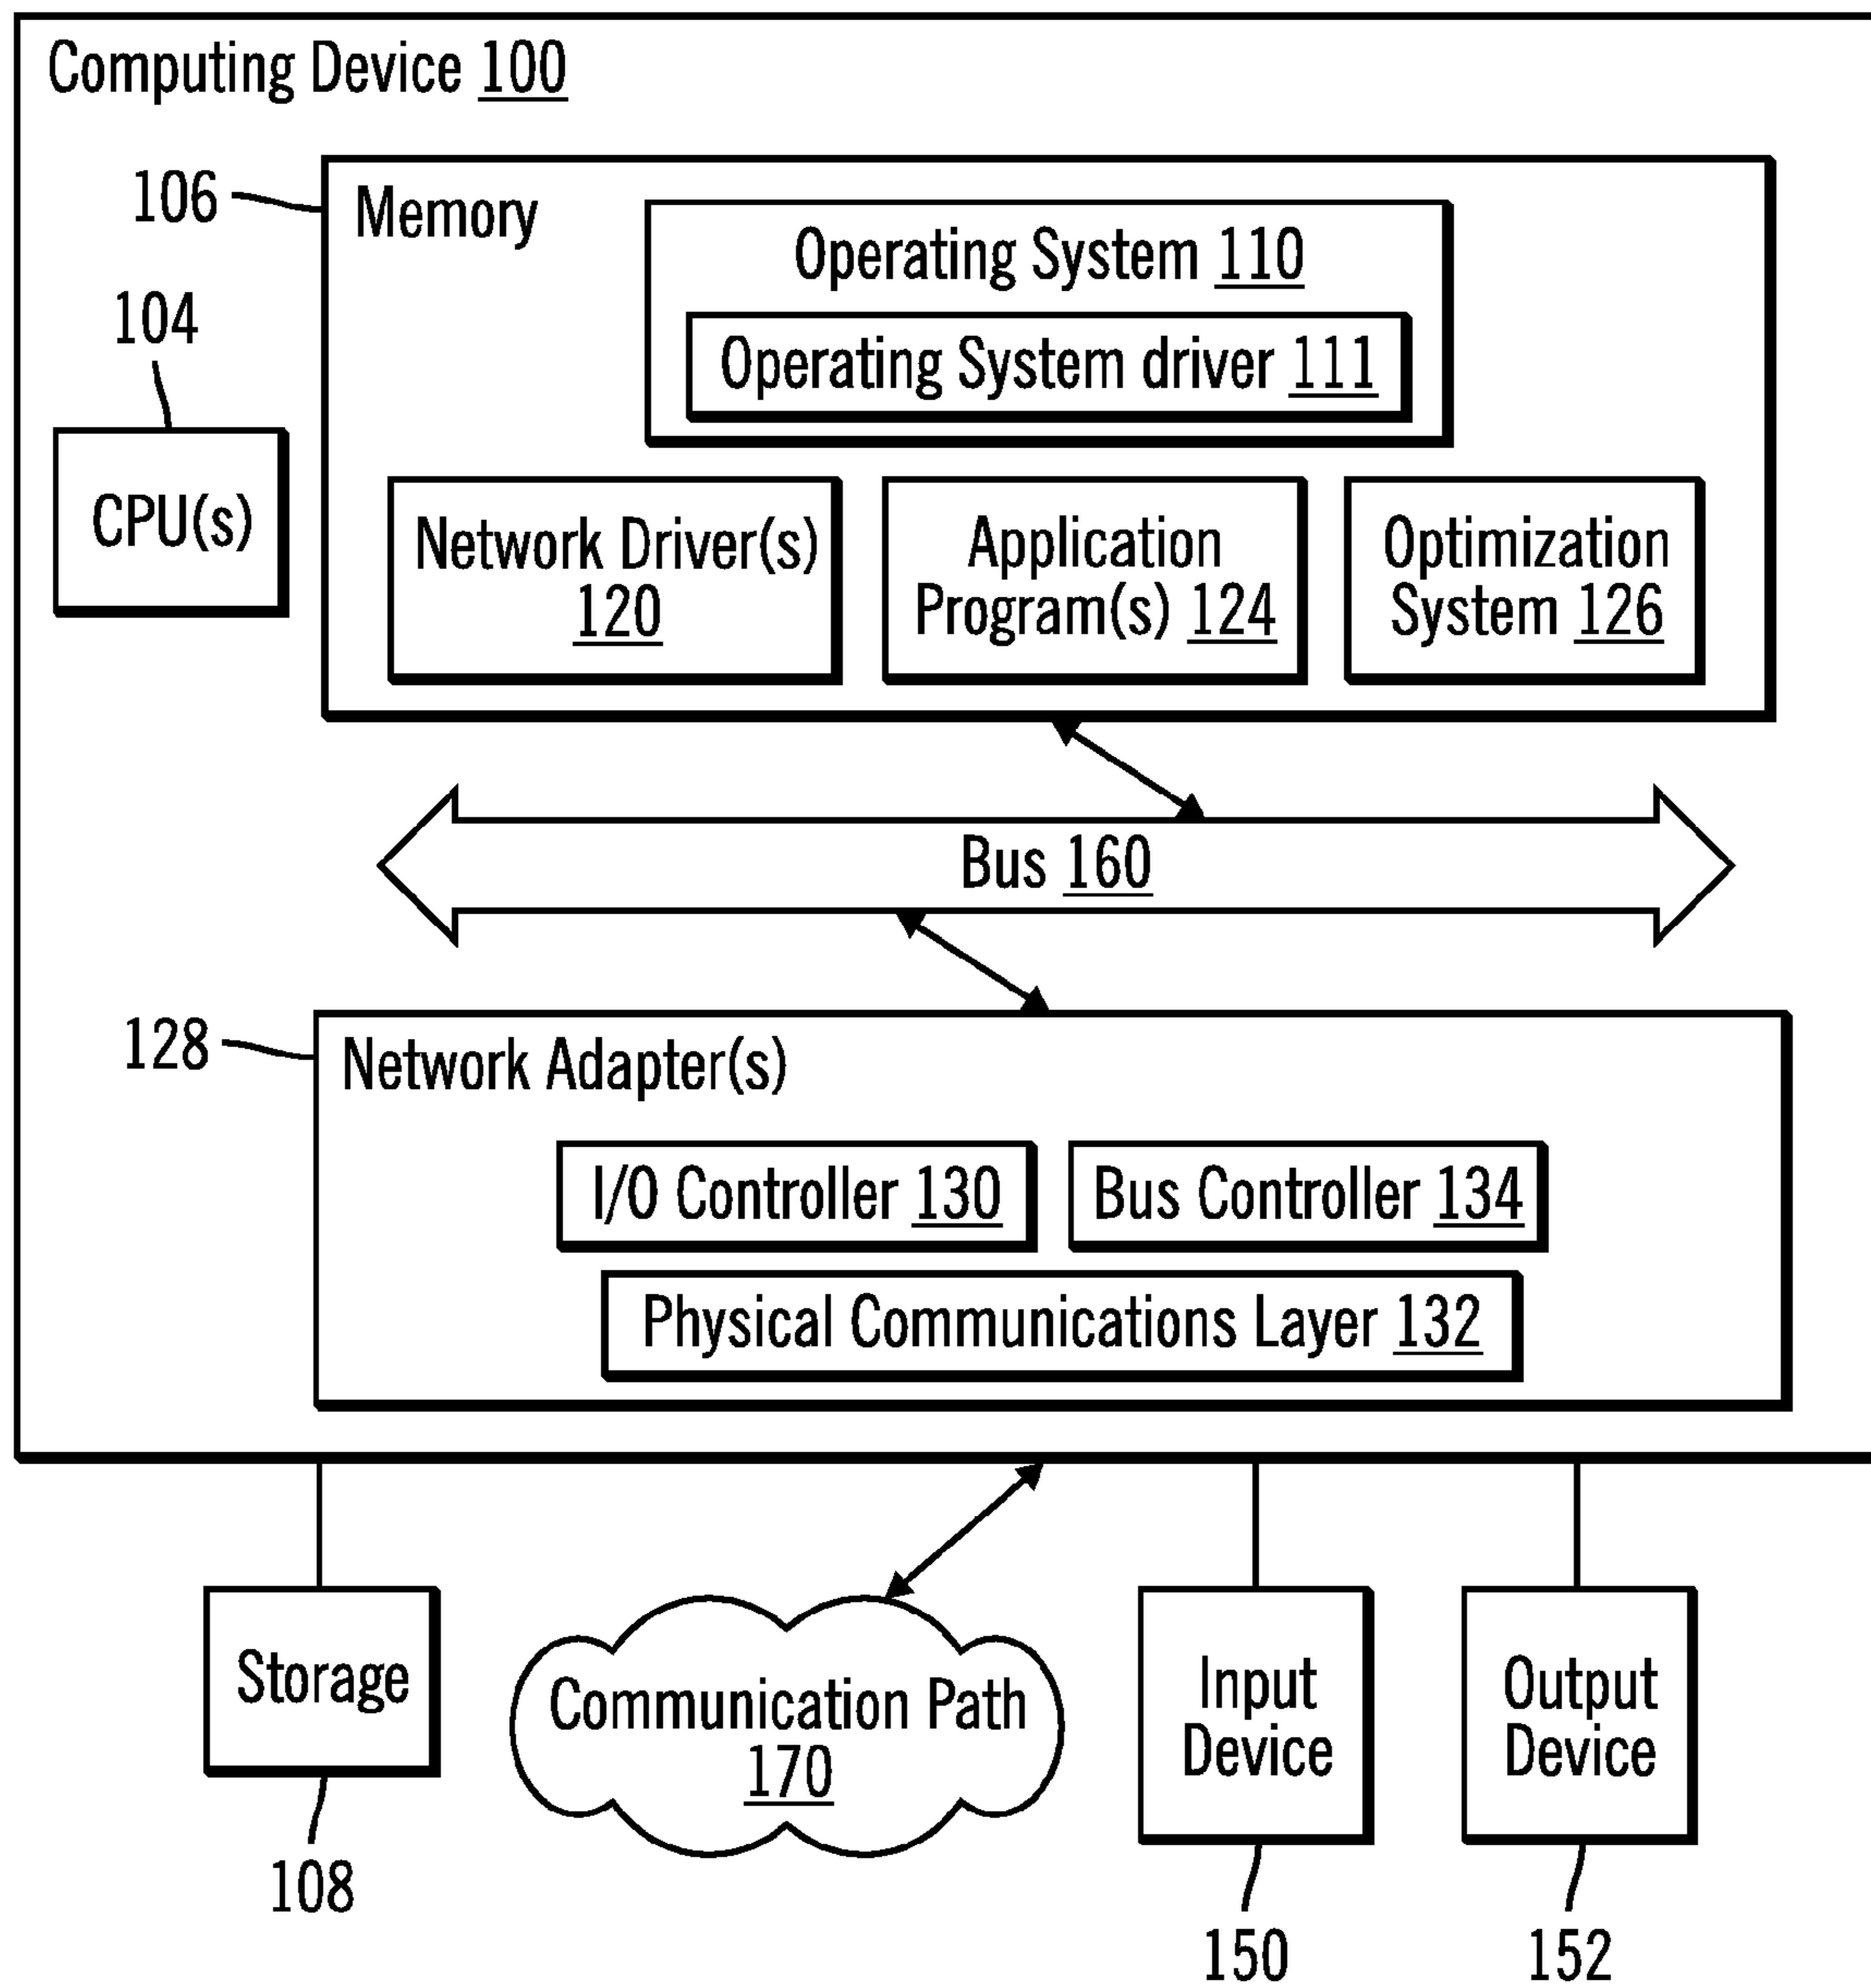 Computing Device 100
106
Memory
Operating System 110
Operating System driver 111
104
CPU(s)
Network Driver(s)
120
Application
Program(s) 124
Optimization
System 126
Bus 160
128
Network Adapter(s)
I/O Controller 130
Bus Controller 134
Physical Communications Layer 132
Storage
108
Communication Path
170
Input
Device
150
Output
Device
152